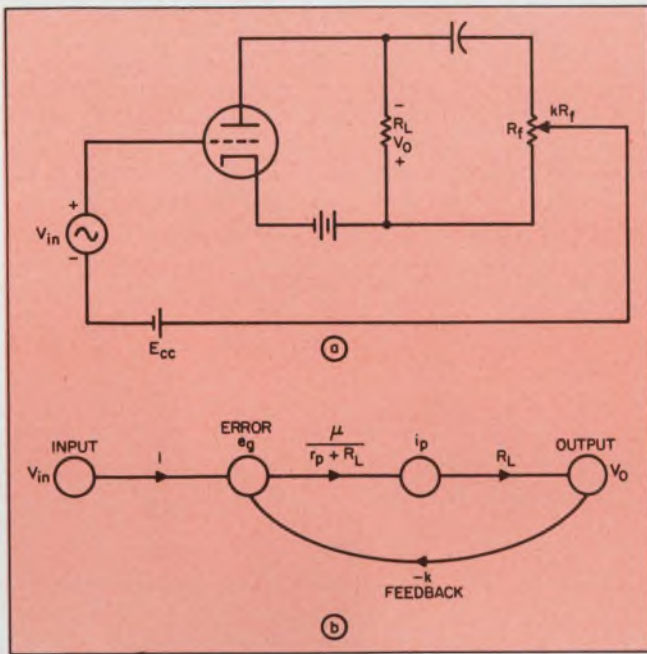 −
R_L
V_O
+
R_f
kR_f
+
V_in
−
E_cc
a
INPUT
V_in
1
ERROR
e_g
μ
r_p + R_L
i_p
R_L
OUTPUT
V_O
−k
FEEDBACK
b